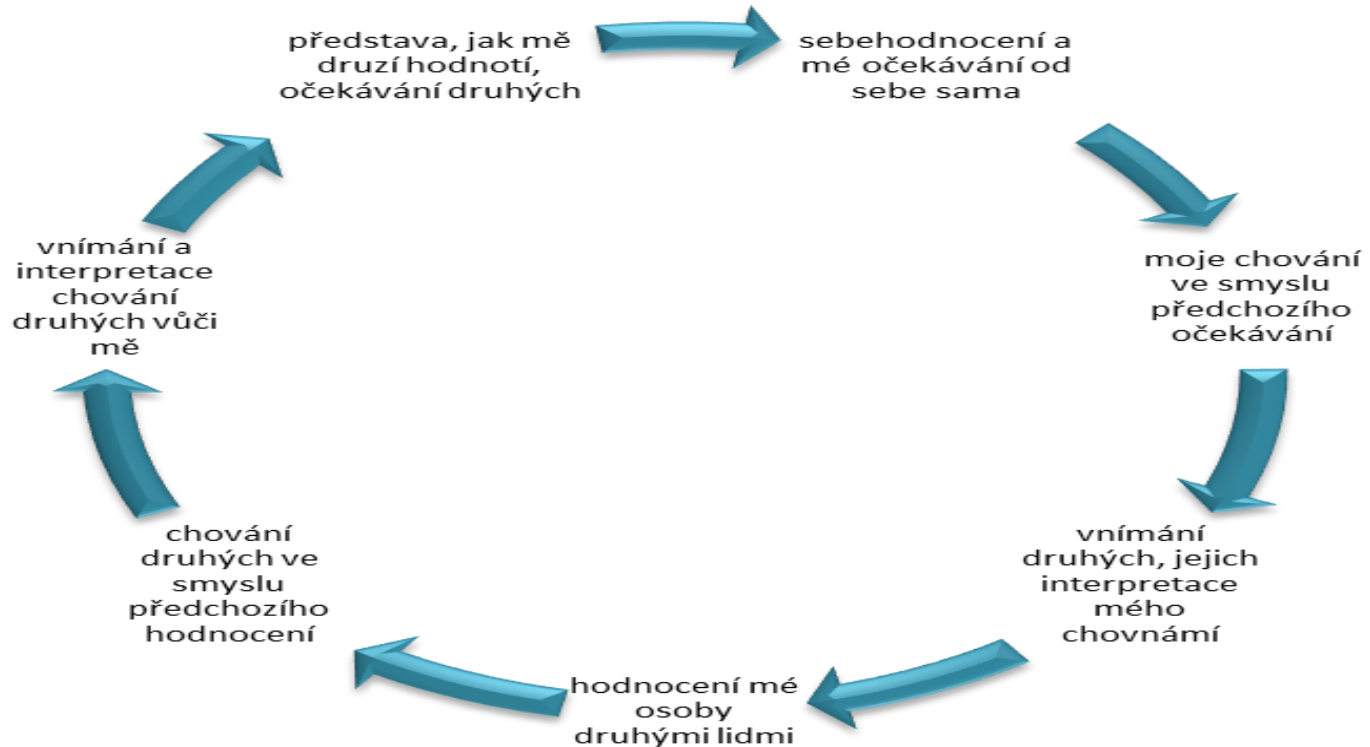 představa, jak mě
druzí hodnotí,
očekávání druhých
sebehodnocení a
mé očekávání od
sebe sama
moje chování
ve smyslu
předchozího
očekávání
vnímání
druhých, jejich
interpretace
mého
chovnámí
hodnocení mé
osoby
druhými lidmi
chování
druhých ve
smyslu
předchozího
hodnocení
vnímání a
interpretace
chování
druhých vůči
mě